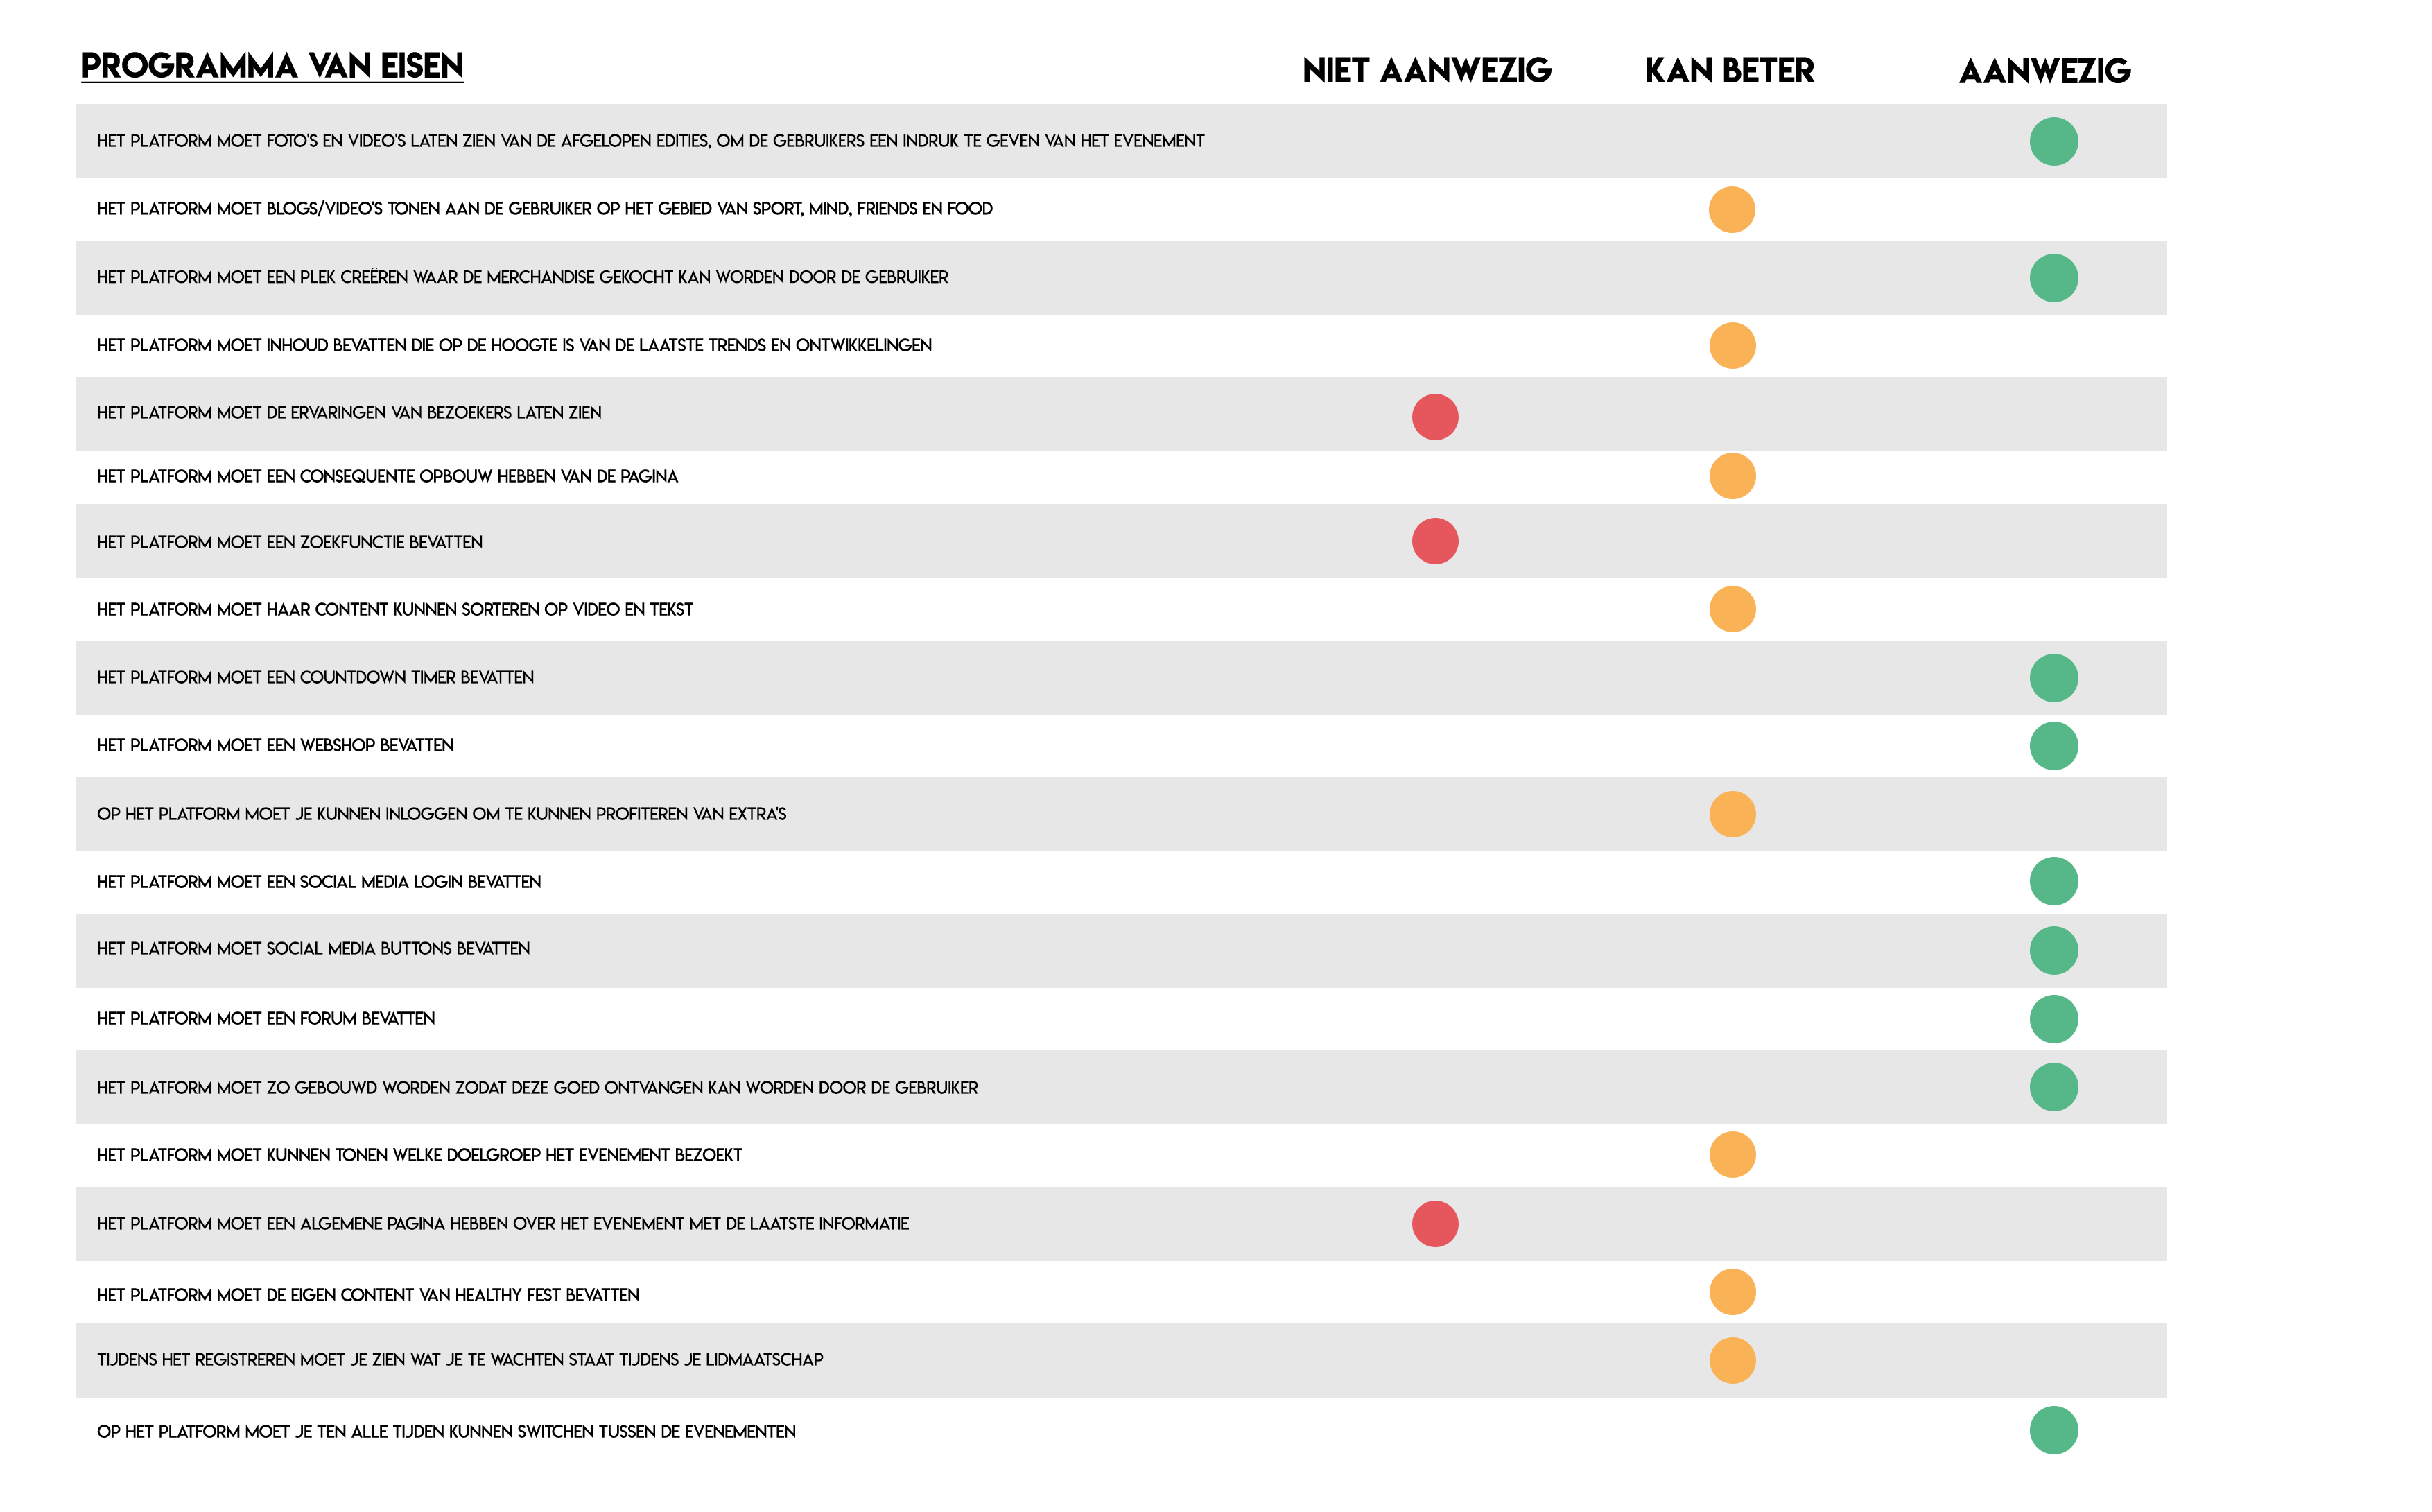 PROGRAMMA VAN EISEN NIET AANWEZIG KAN BETER AANWEZIG
HET PLATFORM MOET FOTO'S EN VIDEO'S LATEN ZIEN VAN DE AFGELOPEN EDITIES, OM DE GEBRUIKERS EEN INDRUK TE GEVEN VAN HET EVENEMENT
HET PLATFORM MOET BLOGS/VIDEO'S TONEN AAN DE GEBRUIKER OP HET GEBIED VAN SPORT, MIND, FRIENDS EN FOOD
HET PLATFORM MOET EEN PLEK CREËREN WAAR DE MERCHANDISE GEKOCHT KAN WORDEN DOOR DE GEBRUIKER
HET PLATFORM MOET INHOUD BEVATTEN DIE OP DE HOOGTE IS VAN DE LAATSTE TRENDS EN ONTWIKKELINGEN
HET PLATFORM MOET DE ERVARINGEN VAN BEZOEKERS LATEN ZIEN
HET PLATFORM MOET EEN CONSEQUENTE OPBOUW HEBBEN VAN DE PAGINA
HET PLATFORM MOET EEN ZOEKFUNCTIE BEVATTEN
HET PLATFORM MOET HAAR CONTENT KUNNEN SORTEREN OP VIDEO EN TEKST
HET PLATFORM MOET EEN COUNTDOWN TIMER BEVATTEN
HET PLATFORM MOET EEN WEBSHOP BEVATTEN
OP HET PLATFORM MOET JE KUNNEN INLOGGEN OM TE KUNNEN PROFITEREN VAN EXTRA'S
HET PLATFORM MOET EEN SOCIAL MEDIA LOGIN BEVATTEN
HET PLATFORM MOET SOCIAL MEDIA BUTTONS BEVATTEN
HET PLATFORM MOET EEN FORUM BEVATTEN
HET PLATFORM MOET ZO GEBOUWD WORDEN ZODAT DEZE GOED ONTVANGEN KAN WORDEN DOOR DE GEBRUIKER
HET PLATFORM MOET KUNNEN TONEN WELKE DOELGROEP HET EVENEMENT BEZOEKT
HET PLATFORM MOET EEN ALGEMENE PAGINA HEBBEN OVER HET EVENEMENT MET DE LAATSTE INFORMATIE
HET PLATFORM MOET DE EIGEN CONTENT VAN HEALTHY FEST BEVATTEN
TIJDENS HET REGISTREREN MOET JE ZIEN WAT JE TE WACHTEN STAAT TIJDENS JE LIDMAATSCHAP
OP HET PLATFORM MOET JE TEN ALLE TIJDEN KUNNEN SWITCHEN TUSSEN DE EVENEMENTEN